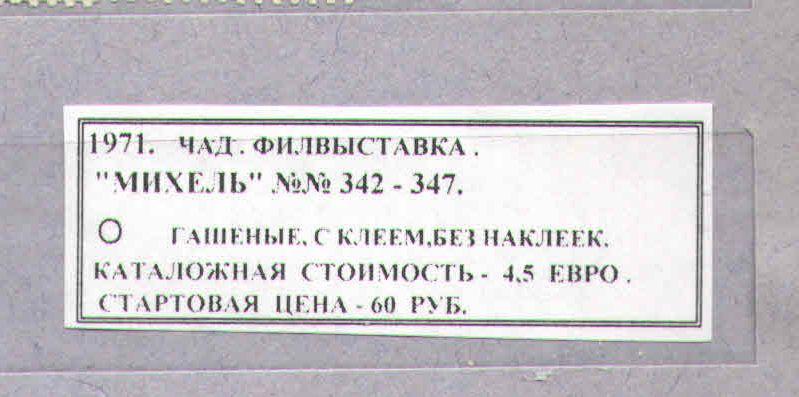 1971. ЧАД. ФИЛВЫСТАВКА.
"МИХЕЛЬ" №№ 342 - 347.
О ГАШЕНЫЕ, С КЛЕЕМ,БЕЗ НАКЛЕЕК.
КАТАЛОЖНАЯ СТОИМОСТЬ - 4,5 ЕВРО.
СТАРТОВАЯ ЦЕНА - 60 РУБ.